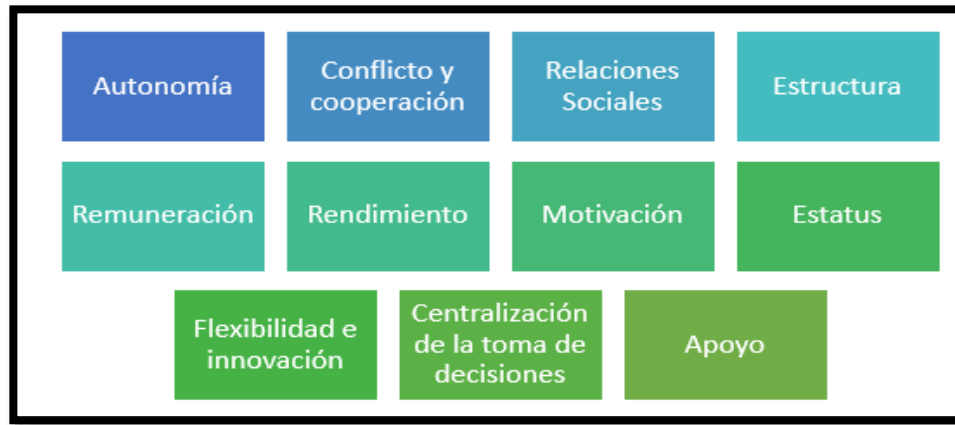 Autonomía
Conflicto y
cooperación
Relaciones
Sociales
Estructura
Remuneración
Rendimiento
Motivación
Estatus
Flexibilidad e
innovación
Centralización
de la toma de
decisiones
Apoyo